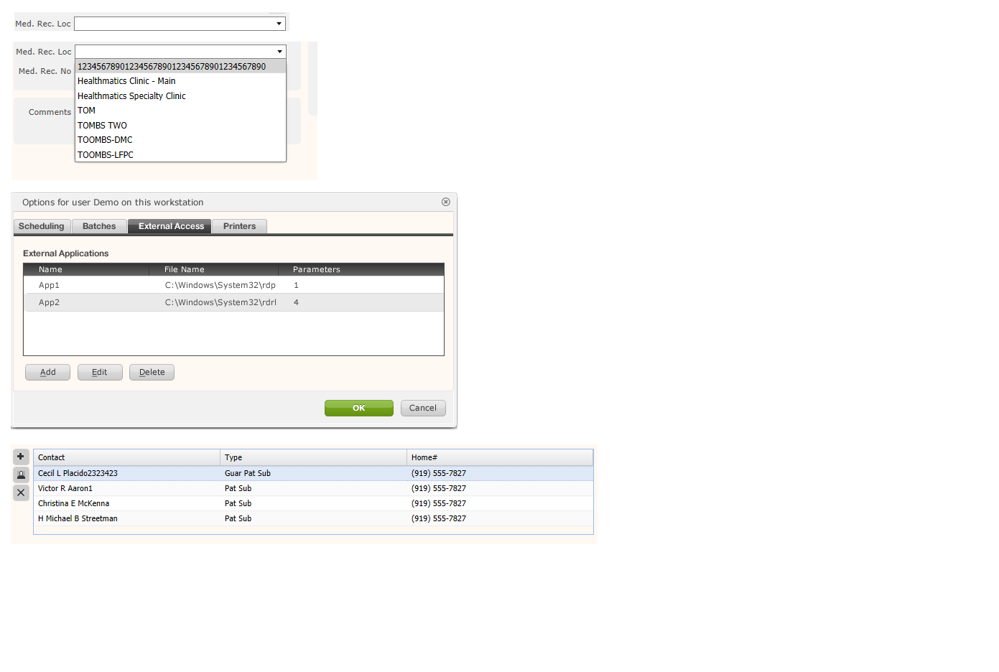 Med. Rec. Loc
Med. Rec. Loc
1234567890123456789012345678901234567890
Med. Rec. No
Healthmatics Clinic - Main
Healthmatics Specialty Clinic
Comments
TOM
TOMBS TWO
TOOMBS-DMC
TOOMBS-LFPC
Options for user Demo on this workstation
Scheduling Batches External Access Printers
External Applications
Name File Name Parameters
App1 C:\Windows\System32\rdp 1
App2 C:\Windows\System32\rdrl 4
Add Edit Delete
OK Cancel
Contact Type Home#
Cecil L Placido2323423 Guar Pat Sub (919) 555-7827
Victor R Aaron1 Pat Sub (919) 555-7827
Christina E McKenna Pat Sub (919) 555-7827
H Michael B Streetman Pat Sub (919) 555-7827